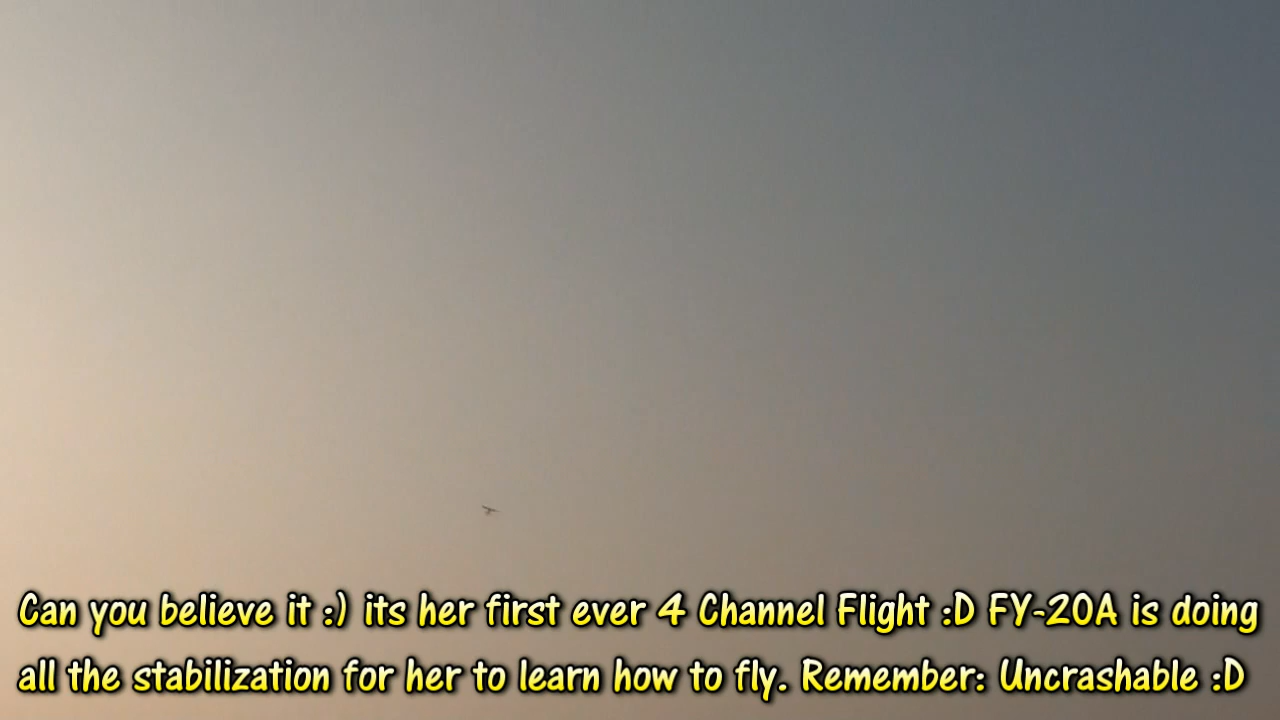 Can you believe it :) its her first ever 4 Channel Flight :D FY-20A is doing
all the stabilization for her to learn how to fly. Remember: Uncrashable :D